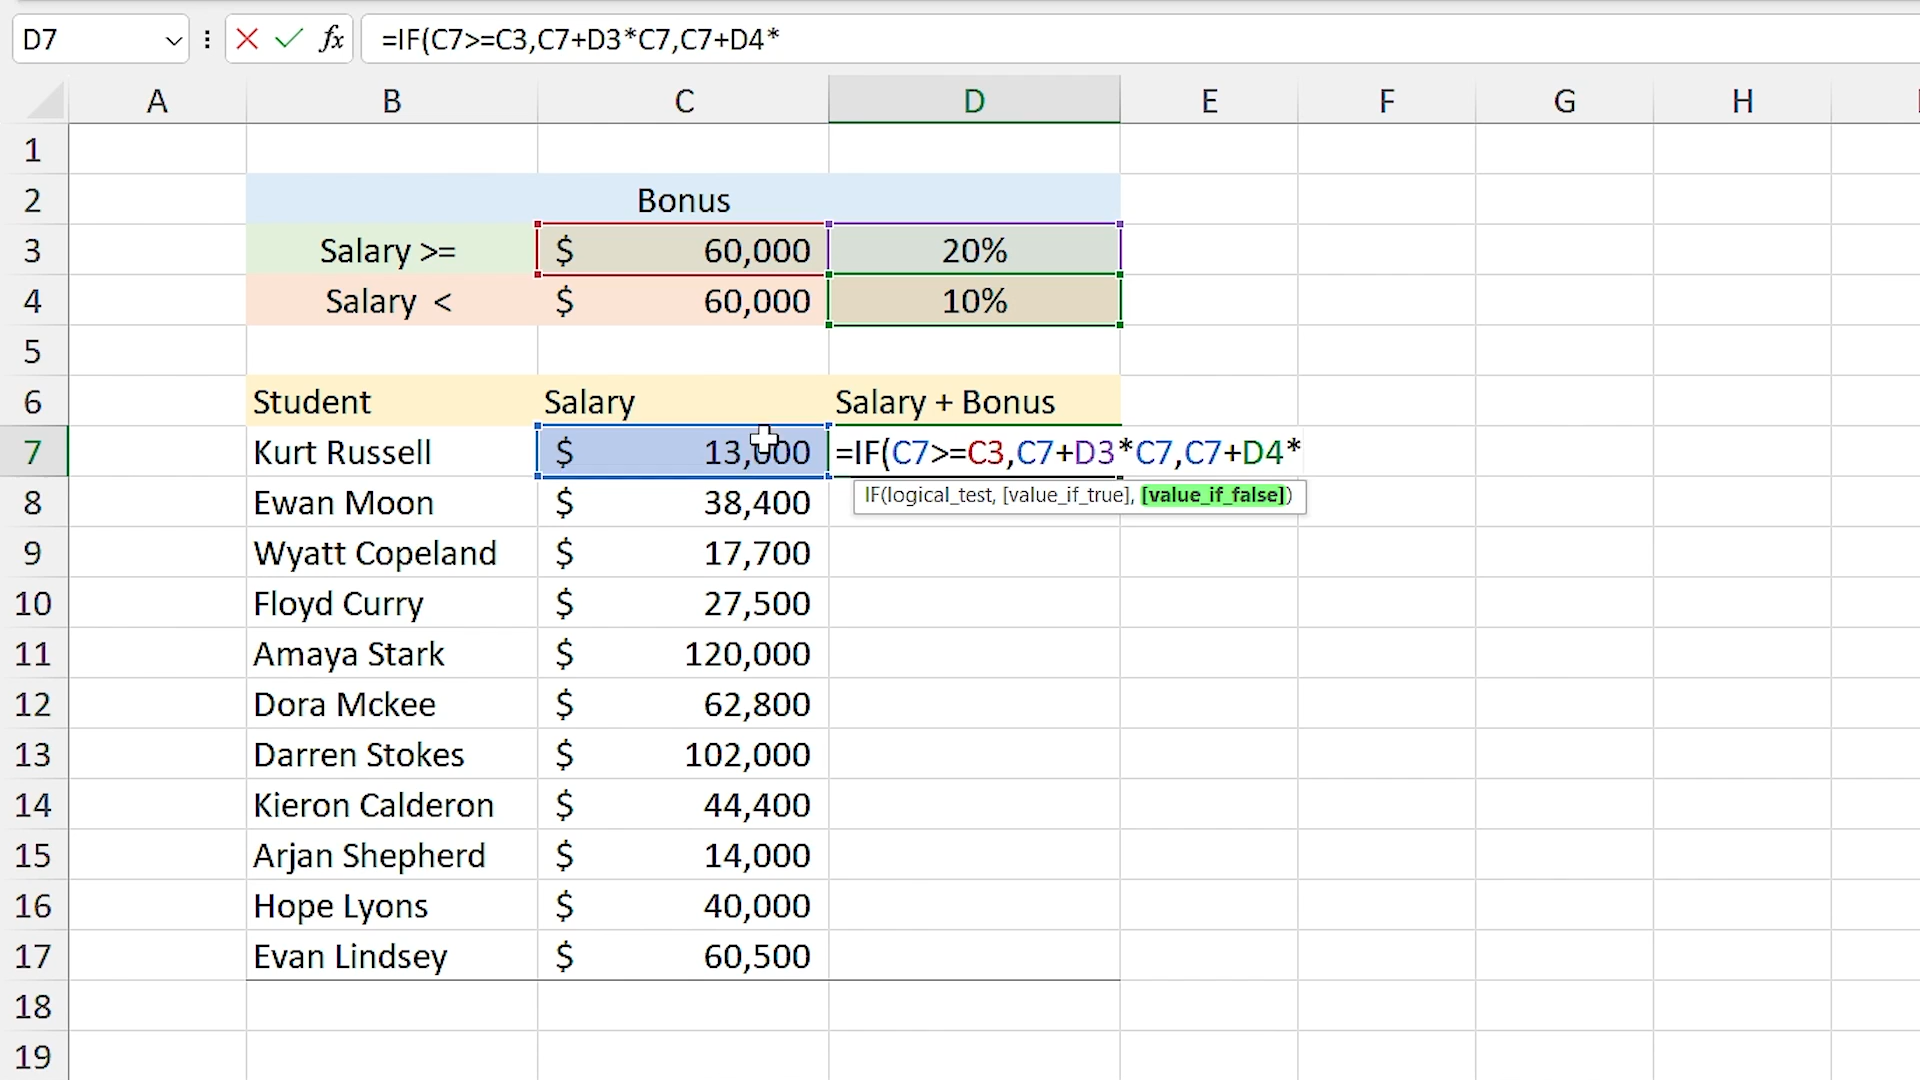 D7 fx =IF(C7>=C3,C7+D3*C7,C7+D4*
A B C D E F G H
1
2 Bonus
3 Salary >= $ 60,000 20%
4 Salary < $ 60,000 10%
5
6 Student Salary Salary + Bonus
7 Kurt Russell $ 13,000 =IF(C7>=C3,C7+D3*C7,C7+D4*
IF(logical_test, [value_if_true], [value_if_false])
8 Ewan Moon $ 38,400
9 Wyatt Copeland $ 17,700
10 Floyd Curry $ 27,500
11 Amaya Stark $ 120,000
12 Dora Mckee $ 62,800
13 Darren Stokes $ 102,000
14 Kieron Calderon $ 44,400
15 Arjan Shepherd $ 14,000
16 Hope Lyons $ 40,000
17 Evan Lindsey $ 60,500
18
19